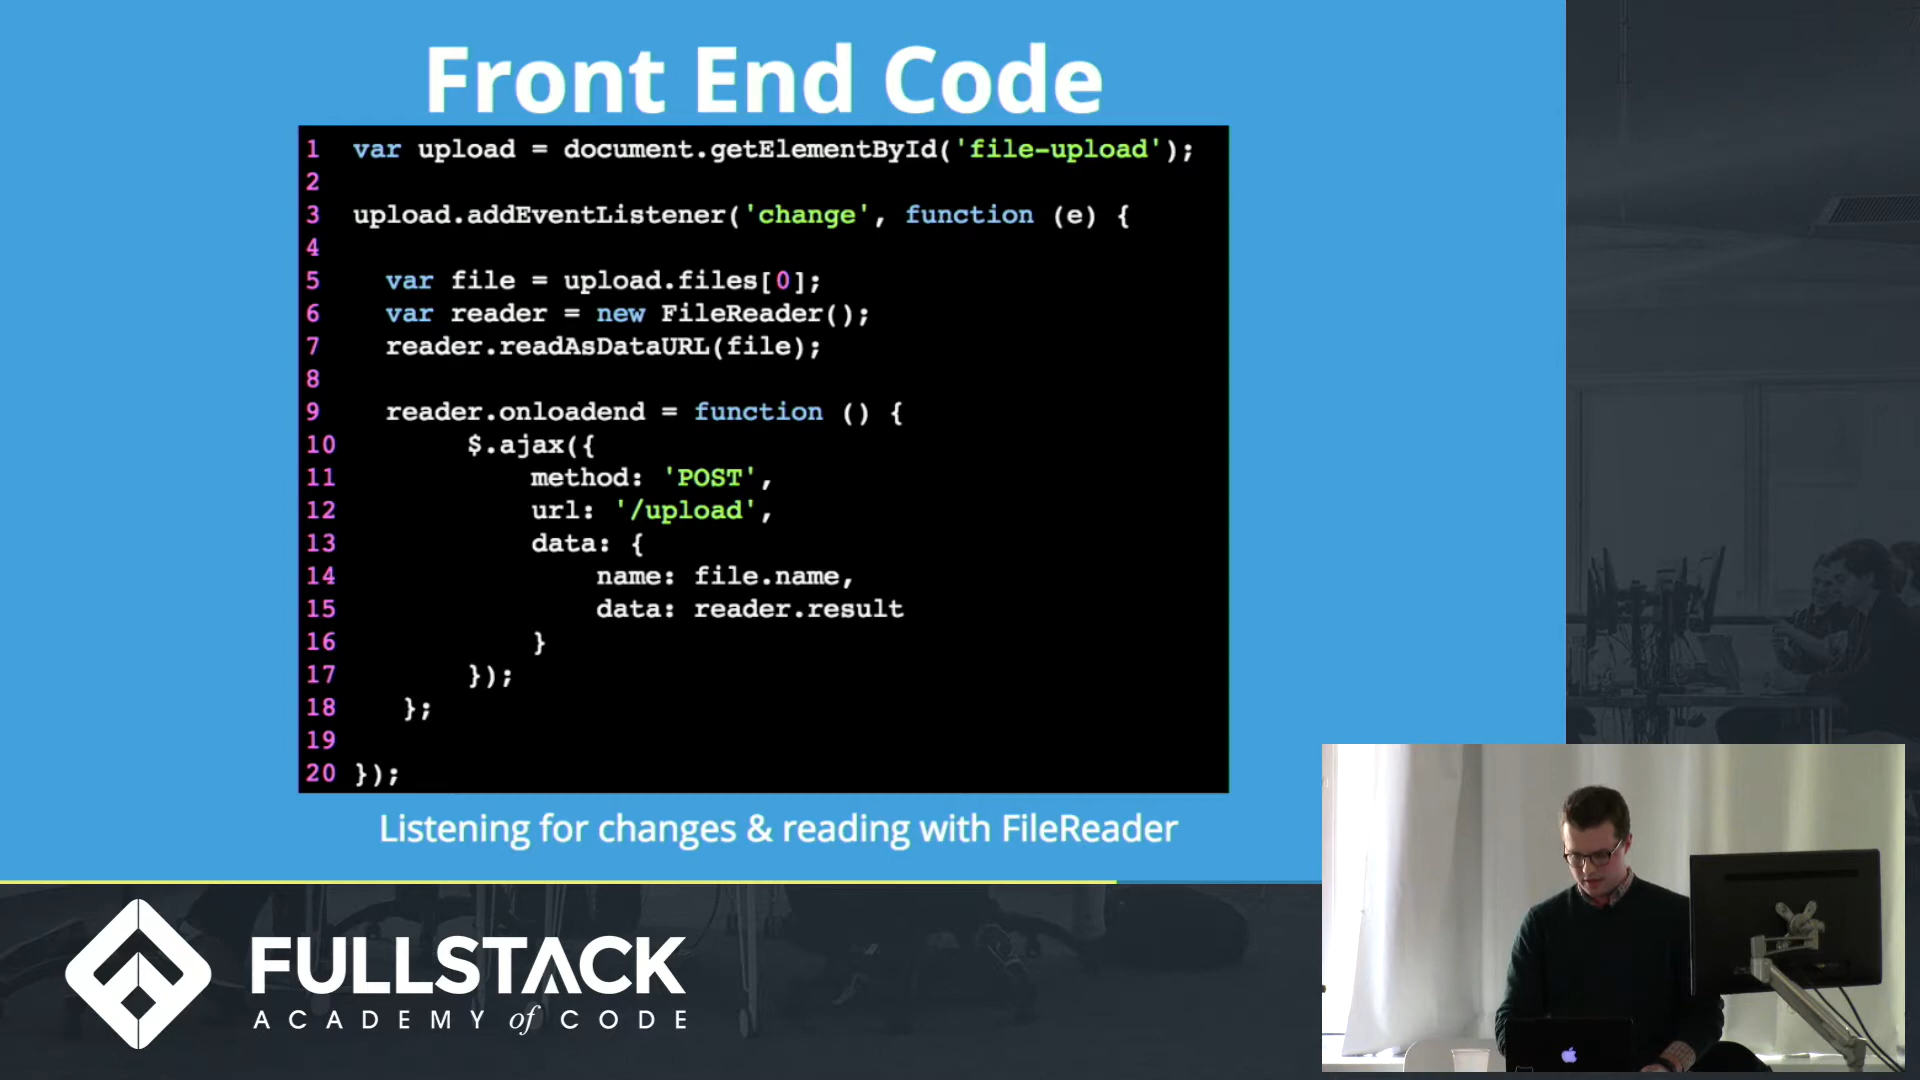 Front End Code
1 var upload = document.getElementById('file-upload');
2
3 upload.addEventListener('change', function (e) {
4
5 var file = upload.files[0];
6 var reader = new FileReader();
7 reader.readAsDataURL(file);
8
9 reader.onloadend = function () {
10 $.ajax({
11 method: 'POST',
12 url: '/upload',
13 data: {
14 name: file.name,
15 data: reader.result
16 }
17 });
18 };
19
20 });
Listening for changes & reading with FileReader
FULLSTACK
ACADEMY of CODE